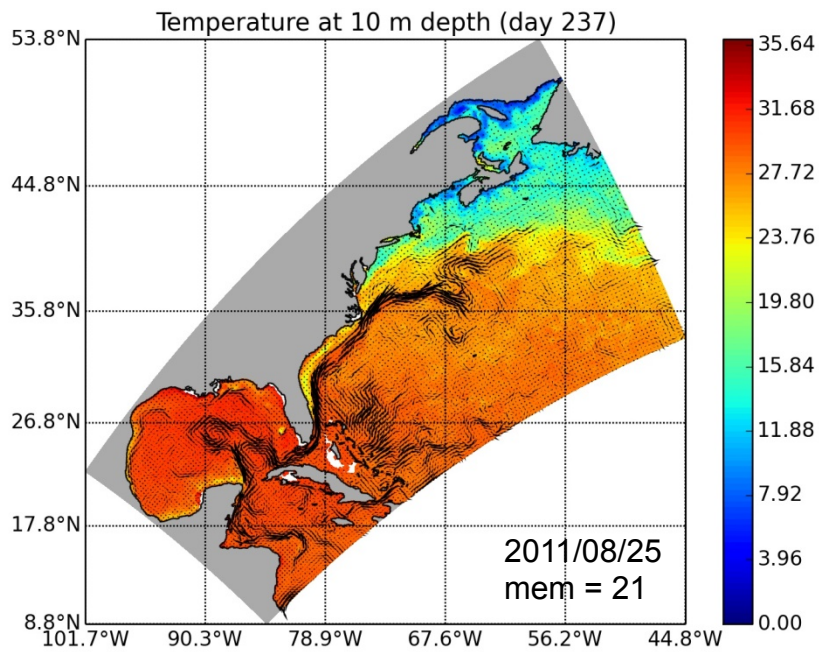 Temperature at 10 m depth (day 237)
53.8°N
44.8°N
35.8°N
26.8°N
17.8°N
8.8°N
101.7°W 90.3°W 78.9°W 67.6°W 56.2°W 44.8°W
2011/08/25
mem = 21
35.64
31.68
27.72
23.76
19.80
15.84
11.88
7.92
3.96
0.00